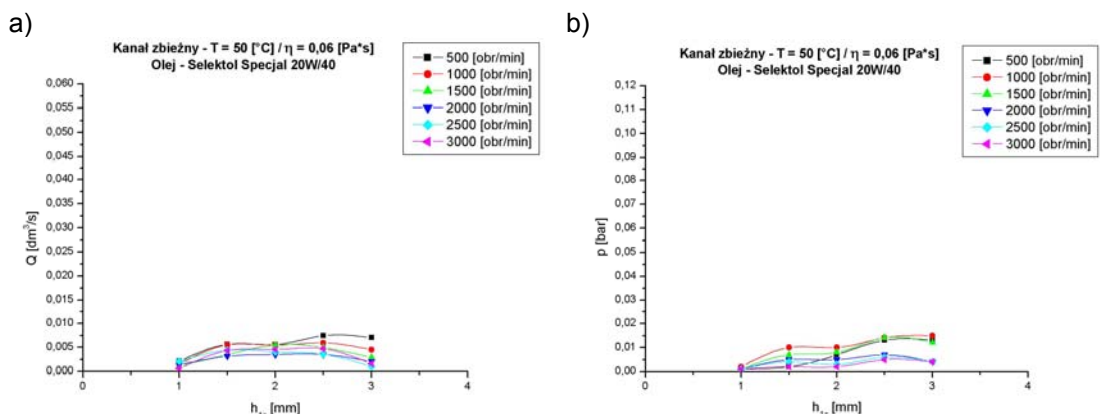 a)
Kanał zbieżny - T = 50 [°C] / η = 0,06 [Pa*s]
Olej - Selektol Specjal 20W/40
500 [obr/min]
1000 [obr/min]
1500 [obr/min]
2000 [obr/min]
2500 [obr/min]
3000 [obr/min]
0,060
0,055
0,050
0,045
0,040
0,035
0,030
0,025
0,020
0,015
0,010
0,005
0,000
Q [dm³/s]
0 1 2 3 4
[mm]
b)
Kanał zbieżny - T = 50 [°C] / η = 0,06 [Pa*s]
Olej - Selektol Specjal 20W/40
500 [obr/min]
1000 [obr/min]
1500 [obr/min]
2000 [obr/min]
2500 [obr/min]
3000 [obr/min]
0,12
0,11
0,10
0,09
0,08
0,07
0,06
0,05
0,04
0,03
0,02
0,01
0,00
p [bar]
0 1 2 3 4
[mm]